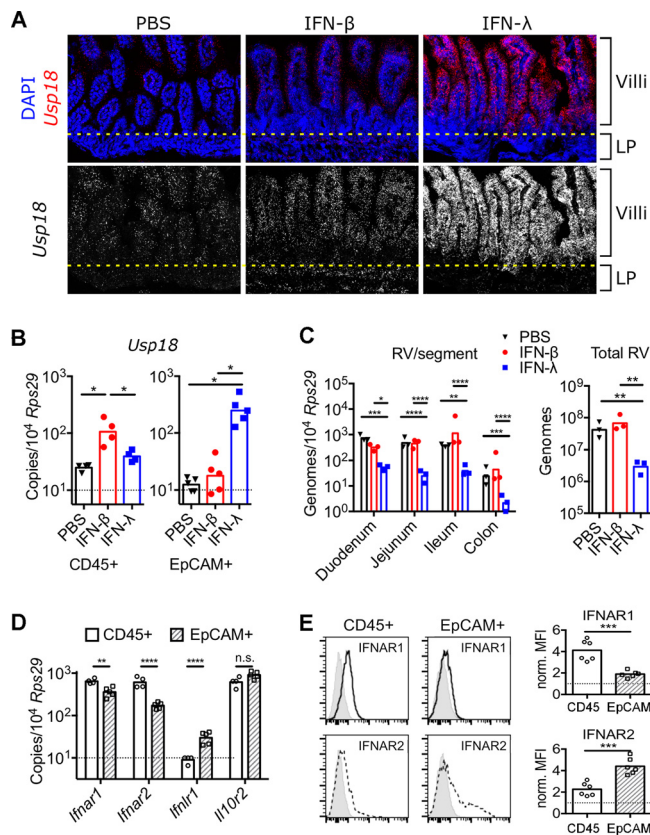 A
PBS
IFN-β
IFN-λ
DAPI
Usp18
Villi
LP
Usp18
Villi
LP
B
Usp18
Copies/10⁴ Rps29
10³
10²
10¹
* *
10³
10²
10¹
*
*
PBS
IFN-β
IFN-λ
CD45+
PBS
IFN-β
IFN-λ
EpCAM+
C
PBS
IFN-β
IFN-λ
RV/segment
Genomes/10⁴ Rps29
10⁵
10⁴
10³
10²
10¹
10⁰
*
***
****
****
****
**
****
***
Duodenum
Jejunum
Ileum
Colon
Total RV
Genomes
10⁹
10⁸
10⁷
10⁶
10⁵
**
**
PBS
IFN-β
IFN-λ
D
CD45+
EpCAM+
Copies/10⁴ Rps29
10³
10²
10¹
** **** **** n.s.
Ifnar1
Ifnar2
Ifnlr1
Il10r2
E
CD45+
EpCAM+
IFNAR1
IFNAR1
IFNAR2
IFNAR2
IFNAR1
norm. MFI
6
4
2
0
***
CD45 EpCAM
IFNAR2
norm. MFI
6
4
2
0
***
CD45 EpCAM